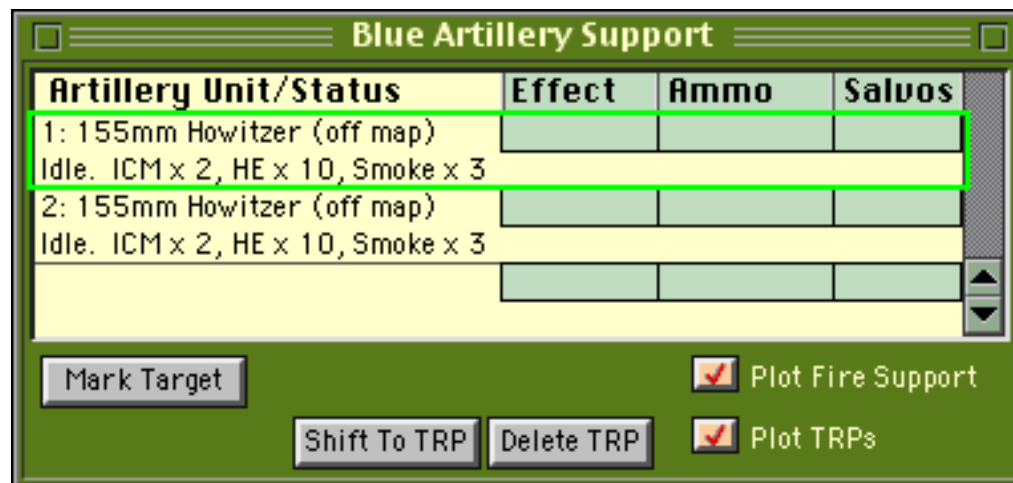 Blue Artillery Support
Artillery Unit/Status Effect Ammo Salvos
1: 155mm Howitzer (off map)
Idle. ICM x 2, HE x 10, Smoke x 3
2: 155mm Howitzer (off map)
Idle. ICM x 2, HE x 10, Smoke x 3
Mark Target Plot Fire Support
Shift To TRP Delete TRP Plot TRPs